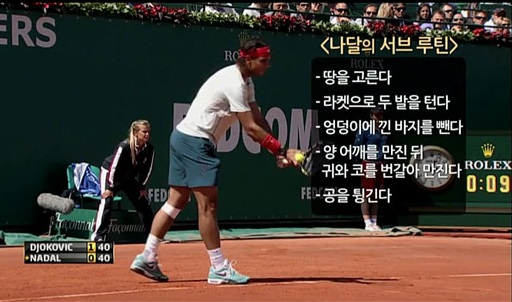 ERS
<나달의 서브 루틴>
ROLEX
- 땅을 고른다
- 라켓으로 두 발을 턴다
- 엉덩이에 낀 바지를 뺀다
- 양 어깨를 만진 뒤
귀와 코를 번갈아 만진다
- 공을 튕긴다
FEDCOM
ROLEX
0:09
Façonnable
DJOKOVIC 1 40
NADAL 0 40